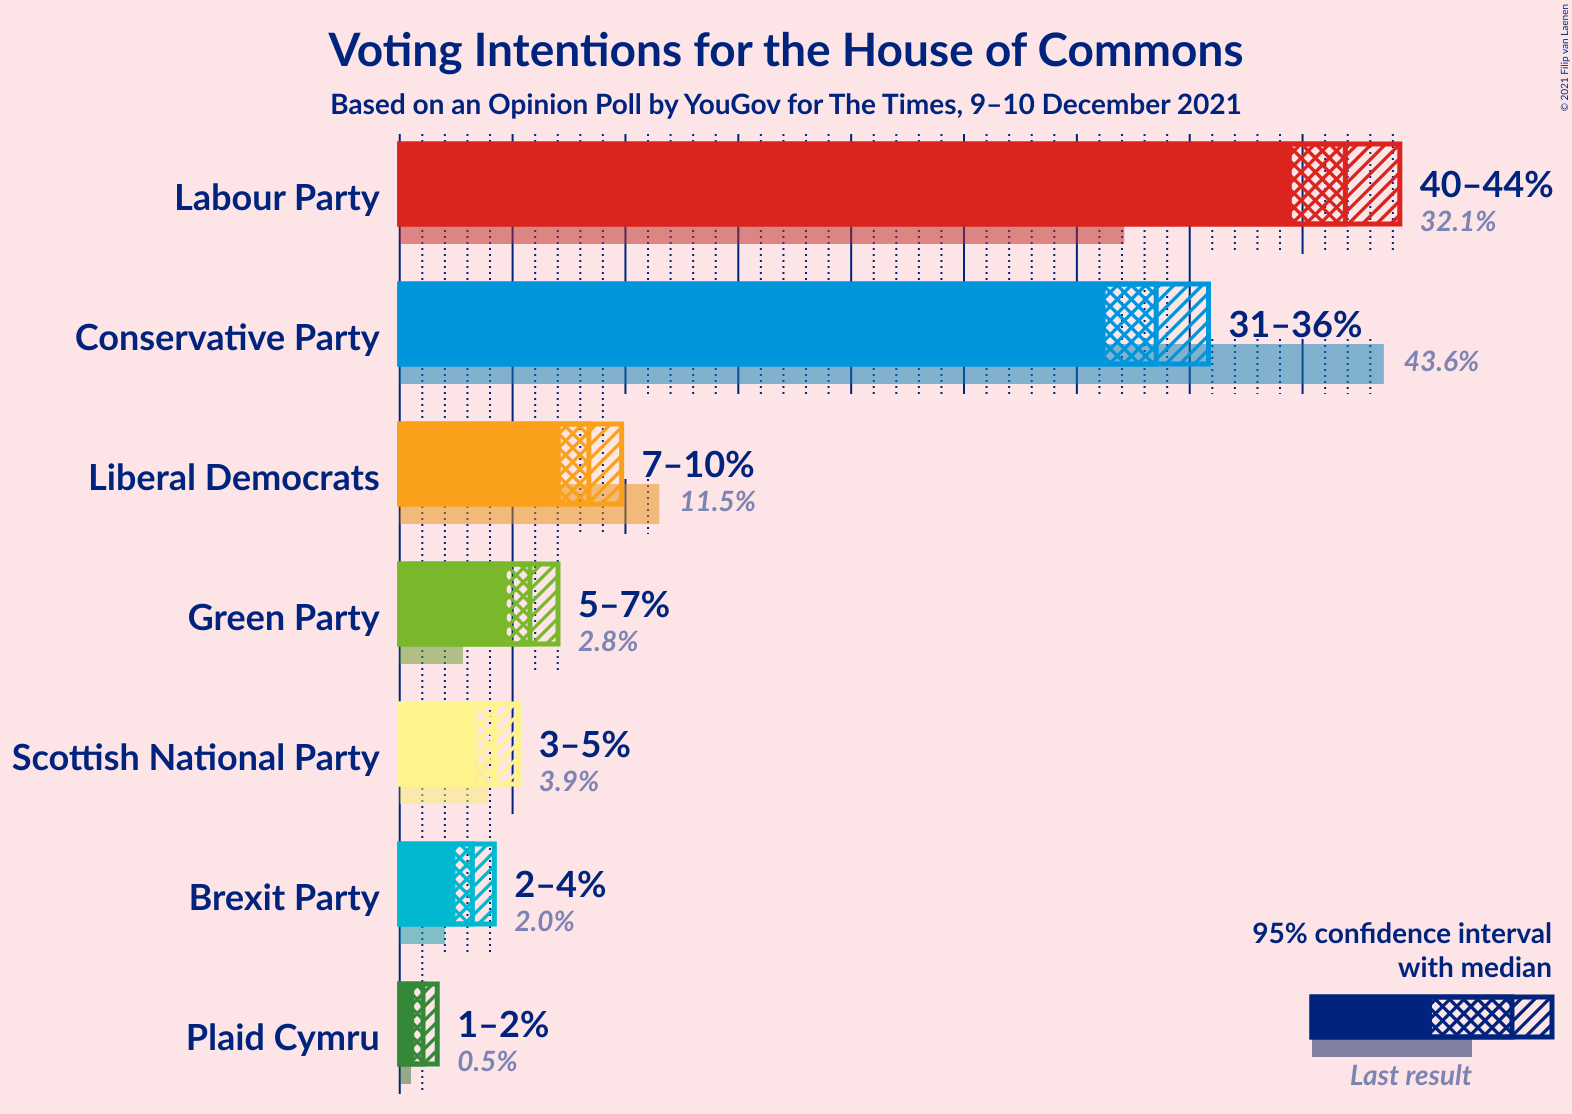 Voting Intentions for the House of Commons
Based on an Opinion Poll by YouGov for The Times, 9–10 December 2021
© 2021 Filip van Laenen
Labour Party
40–44%
32.1%
Conservative Party
31–36%
43.6%
Liberal Democrats
7–10%
11.5%
Green Party
5–7%
2.8%
Scottish National Party
3–5%
3.9%
Brexit Party
2–4%
2.0%
Plaid Cymru
1–2%
0.5%
95% confidence interval
with median
Last result